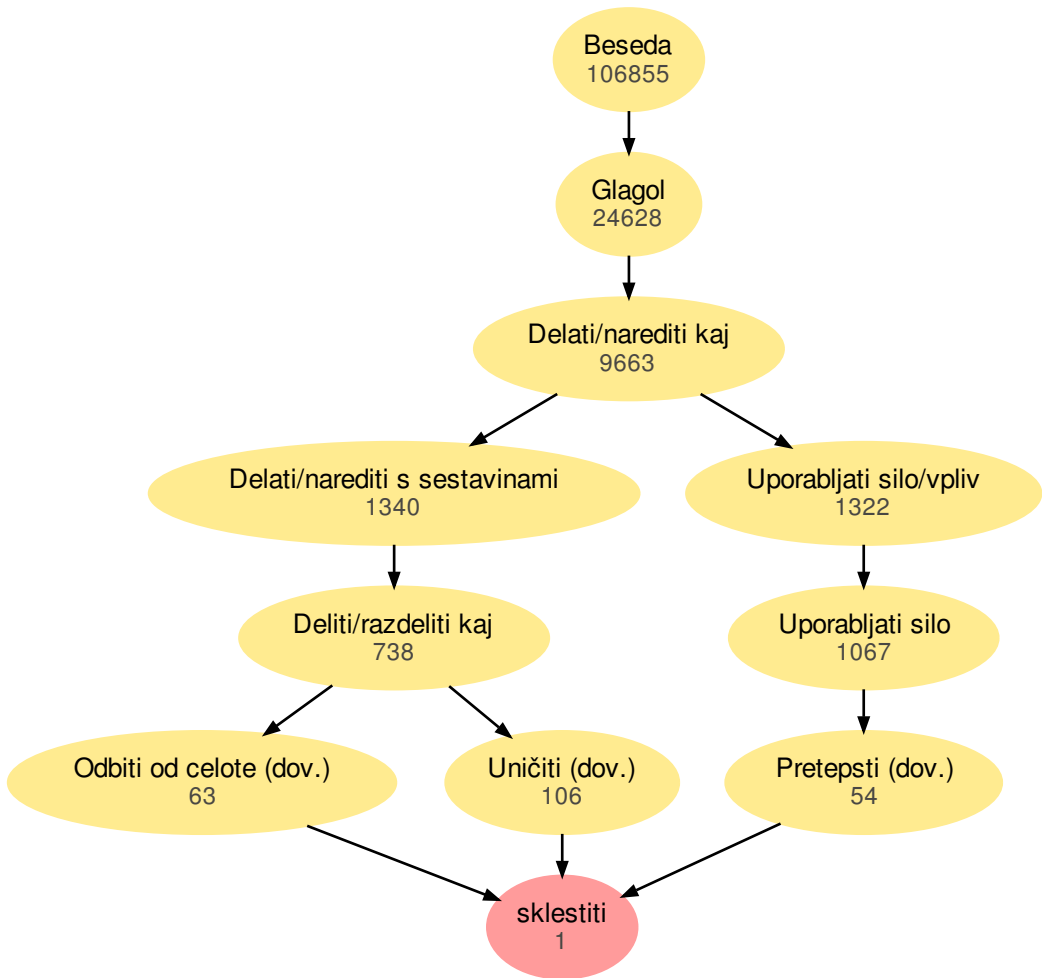 Beseda
106855
Glagol
24628
Delati/narediti kaj
9663
Delati/narediti s sestavinami
1340
Uporabljati silo/vpliv
1322
Deliti/razdeliti kaj
738
Uporabljati silo
1067
Odbiti od celote (dov.)
63
Uničiti (dov.)
106
Pretepsti (dov.)
54
sklestiti
1